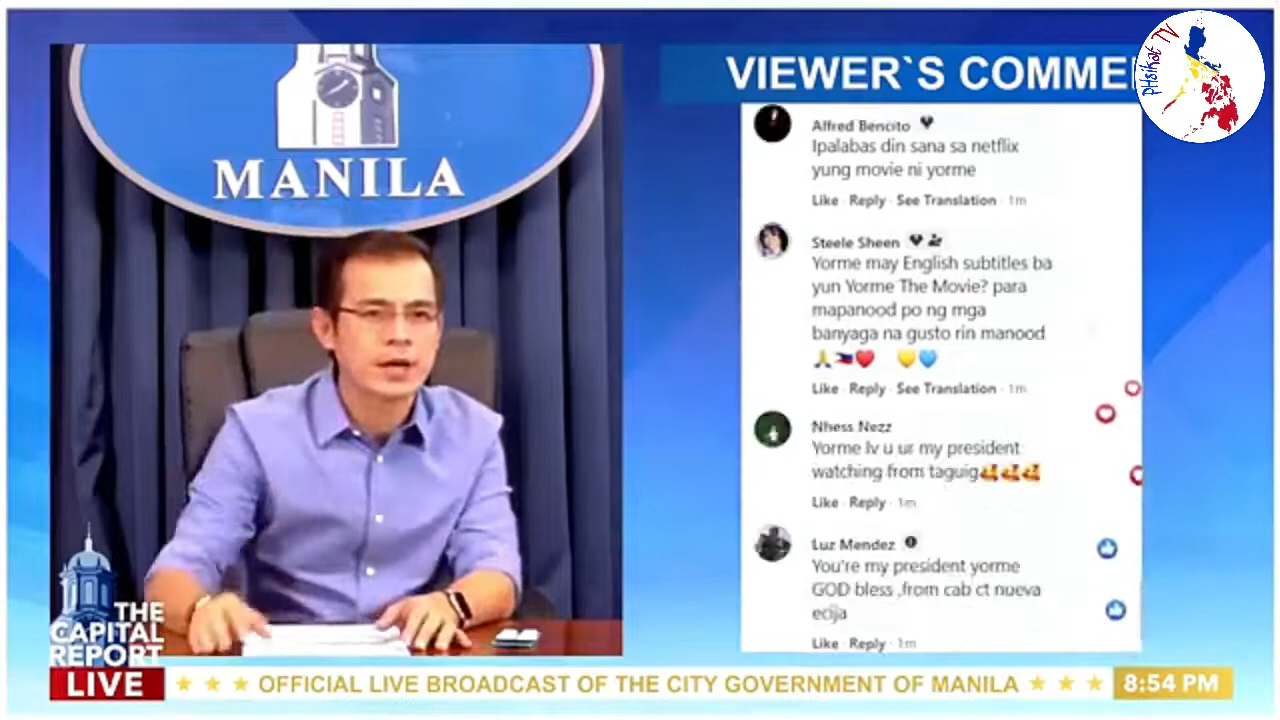 MANILA
THE
CAPITAL
REPORT
LIVE
VIEWER`S COMME
PHsikat TV
Alfred Bencito
Ipalabas din sana sa netflix
yung movie ni yorme
Like · Reply · See Translation · 1m
Steele Sheen
Yorme may English subtitles ba
yun Yorme The Movie? para
mapanood po ng mga
banyaga na gusto rin manood
🙏🇵🇭❤️ 💛💙
Like · Reply · See Translation · 1m
Nhess Nezz
Yorme lv u ur my president
watching from taguig🥰🥰🥰
Like · Reply · 1m
Luz Mendez
You're my president yorme
GOD bless ,from cab ct nueva
ecija
Like · Reply · 1m
★ ★ ★ OFFICIAL LIVE BROADCAST OF THE CITY GOVERNMENT OF MANILA ★ ★ ★
8:54 PM